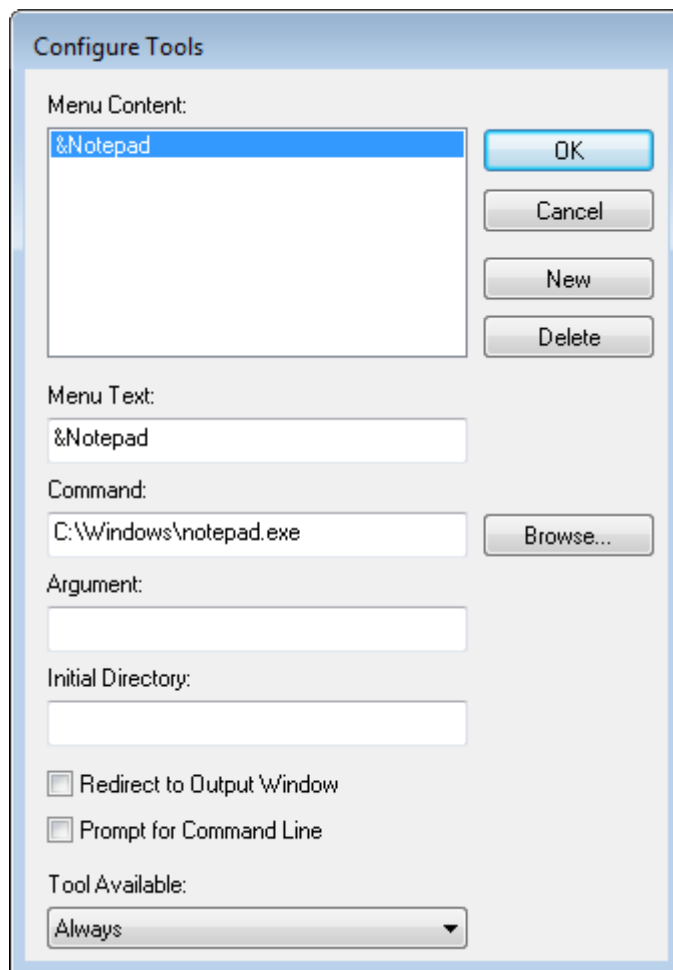 Configure Tools
Menu Content:
&Notepad
OK
Cancel
New
Delete
Menu Text:
&Notepad
Command:
C:\Windows\notepad.exe
Browse...
Argument:
Initial Directory:
Redirect to Output Window
Prompt for Command Line
Tool Available:
Always